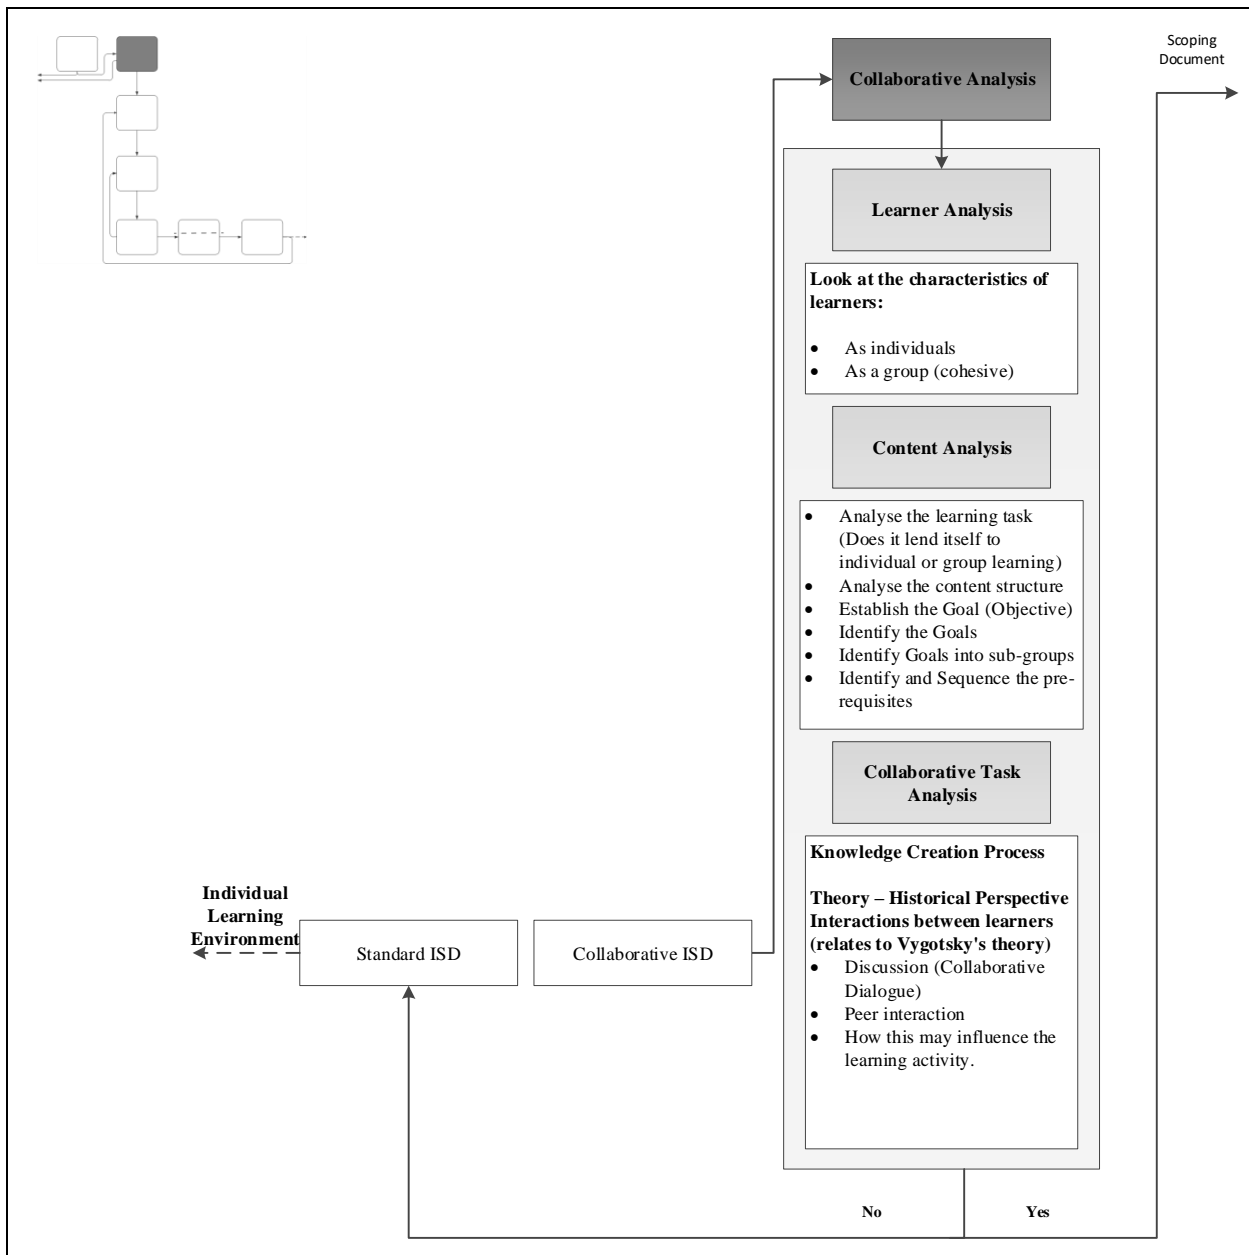 Scoping
Document
Collaborative Analysis
Learner Analysis
Look at the characteristics of
learners:
• As individuals
• As a group (cohesive)
Content Analysis
• Analyse the learning task
(Does it lend itself to
individual or group learning)
• Analyse the content structure
• Establish the Goal (Objective)
• Identify the Goals
• Identify Goals into sub-groups
• Identify and Sequence the pre-
requisites
Collaborative Task
Analysis
Knowledge Creation Process
Theory – Historical Perspective
Interactions between learners
(relates to Vygotsky's theory)
• Discussion (Collaborative
Dialogue)
• Peer interaction
• How this may influence the
learning activity.
Individual
Learning
Environment
Standard ISD
Collaborative ISD
No
Yes